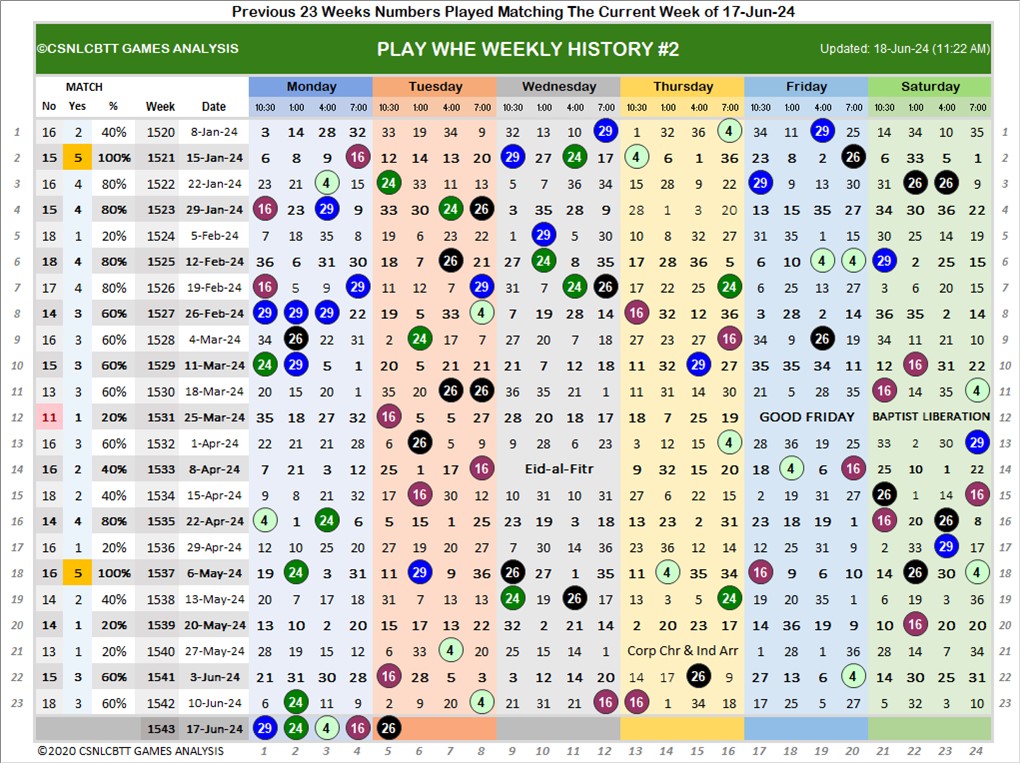 Previous 23 Weeks Numbers Played Matching The Current Week of 17-Jun-24
©CSNLCBTT GAMES ANALYSIS PLAY WHE WEEKLY HISTORY #2 Updated: 18-Jun-24 (11:22 AM)
MATCH Monday Tuesday Wednesday Thursday Friday Saturday
No Yes % Week Date 10:30 1:00 4:00 7:00 10:30 1:00 4:00 7:00 10:30 1:00 4:00 7:00 10:30 1:00 4:00 7:00 10:30 1:00 4:00 7:00 10:30 1:00 4:00 7:00
1 16 2 40% 1520 8-Jan-24 3 14 28 32 33 19 34 9 32 13 10 29 1 32 36 4 34 11 29 25 14 34 10 35 1
2 15 5 100% 1521 15-Jan-24 6 8 9 16 12 14 13 20 29 27 24 17 4 6 1 36 23 8 2 26 6 33 5 1 2
3 16 4 80% 1522 22-Jan-24 23 21 4 15 24 33 11 13 5 7 36 34 15 28 9 22 29 9 13 30 31 26 26 9 3
4 15 4 80% 1523 29-Jan-24 16 23 29 9 33 30 24 26 3 35 28 9 28 1 3 20 13 15 35 27 34 30 36 22 4
5 18 1 20% 1524 5-Feb-24 7 18 35 8 19 6 23 22 1 29 5 30 10 8 32 27 31 35 1 15 30 25 14 19 5
6 18 4 80% 1525 12-Feb-24 36 6 31 30 18 7 26 21 27 24 8 35 17 28 36 5 6 10 4 4 29 2 25 15 6
7 17 4 80% 1526 19-Feb-24 16 5 9 29 11 12 7 29 31 7 24 26 17 22 25 24 6 25 13 27 3 6 20 15 7
8 14 3 60% 1527 26-Feb-24 29 29 29 22 19 5 33 4 7 19 28 14 16 32 12 36 3 28 2 14 36 35 2 14 8
9 16 3 60% 1528 4-Mar-24 34 26 22 31 2 24 17 7 27 20 7 18 27 23 27 16 34 9 26 19 34 11 21 10 9
10 15 3 60% 1529 11-Mar-24 24 29 5 1 20 5 21 21 21 7 12 18 11 32 29 27 35 35 34 11 12 16 31 22 10
11 13 3 60% 1530 18-Mar-24 20 15 20 1 35 20 26 26 36 35 21 1 11 31 14 30 21 5 28 35 16 11 21 4 11
12 11 1 20% 1531 25-Mar-24 35 18 27 32 16 5 5 27 28 20 18 17 18 7 25 19 GOOD FRIDAY BAPTIST LIBERATION 12
13 16 3 60% 1532 1-Apr-24 22 21 21 28 6 26 5 9 9 28 6 23 3 12 15 4 28 36 19 25 33 2 30 29 13
14 16 2 40% 1533 8-Apr-24 7 21 3 12 25 1 17 16 Eid-al-Fitr 9 32 15 20 18 4 6 16 25 10 1 22 14
15 18 2 40% 1534 15-Apr-24 9 8 21 32 17 16 30 12 10 31 10 31 27 6 22 15 2 19 31 27 26 1 14 16 15
16 14 4 80% 1535 22-Apr-24 4 1 24 6 5 15 1 25 19 23 3 18 13 23 2 31 23 18 19 1 16 20 26 8 16
17 16 1 20% 1536 29-Apr-24 12 10 25 20 27 19 20 27 7 30 14 36 23 36 12 14 12 25 31 9 2 33 29 17 17
18 16 5 100% 1537 6-May-24 19 24 3 31 11 29 9 36 26 27 1 35 11 4 35 34 16 9 6 10 14 26 30 4 18
19 14 2 40% 1538 13-May-24 20 7 17 18 31 7 13 13 24 19 26 17 13 3 5 24 19 20 35 1 6 19 3 36 19
20 14 1 20% 1539 20-May-24 13 10 2 20 15 17 13 22 32 2 21 14 2 20 23 17 14 36 19 9 10 16 20 20 20
21 13 1 20% 1540 27-May-24 28 19 15 12 6 33 4 20 25 15 14 1 Corp Chr & Ind Arr 1 28 1 36 28 14 7 34 21
22 15 3 60% 1541 3-Jun-24 21 31 30 28 16 28 5 3 3 12 14 20 14 17 26 9 27 13 6 4 14 30 25 31 22
23 18 3 60% 1542 10-Jun-24 6 24 11 9 2 9 20 4 21 31 31 16 16 1 34 18 17 25 5 27 5 32 3 10 23
1543 17-Jun-24 29 24 4 16 26
©2020 CSNLCBTT GAMES ANALYSIS 1 2 3 4 5 6 7 8 9 10 11 12 13 14 15 16 17 18 19 20 21 22 23 24